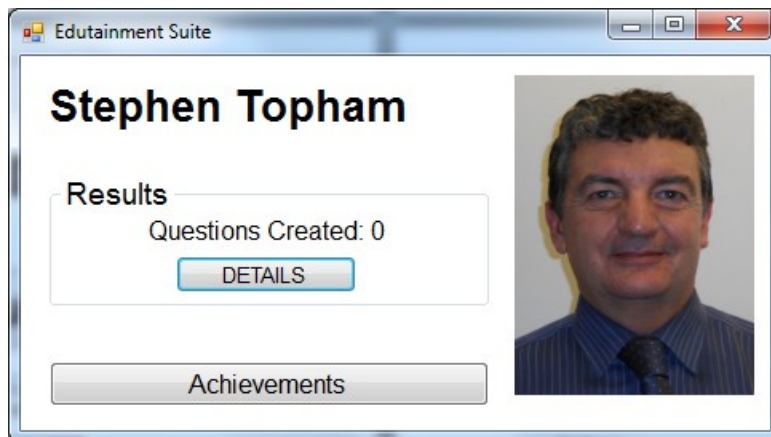 Edutainment Suite
Stephen Topham
Results
Questions Created: 0
DETAILS
Achievements